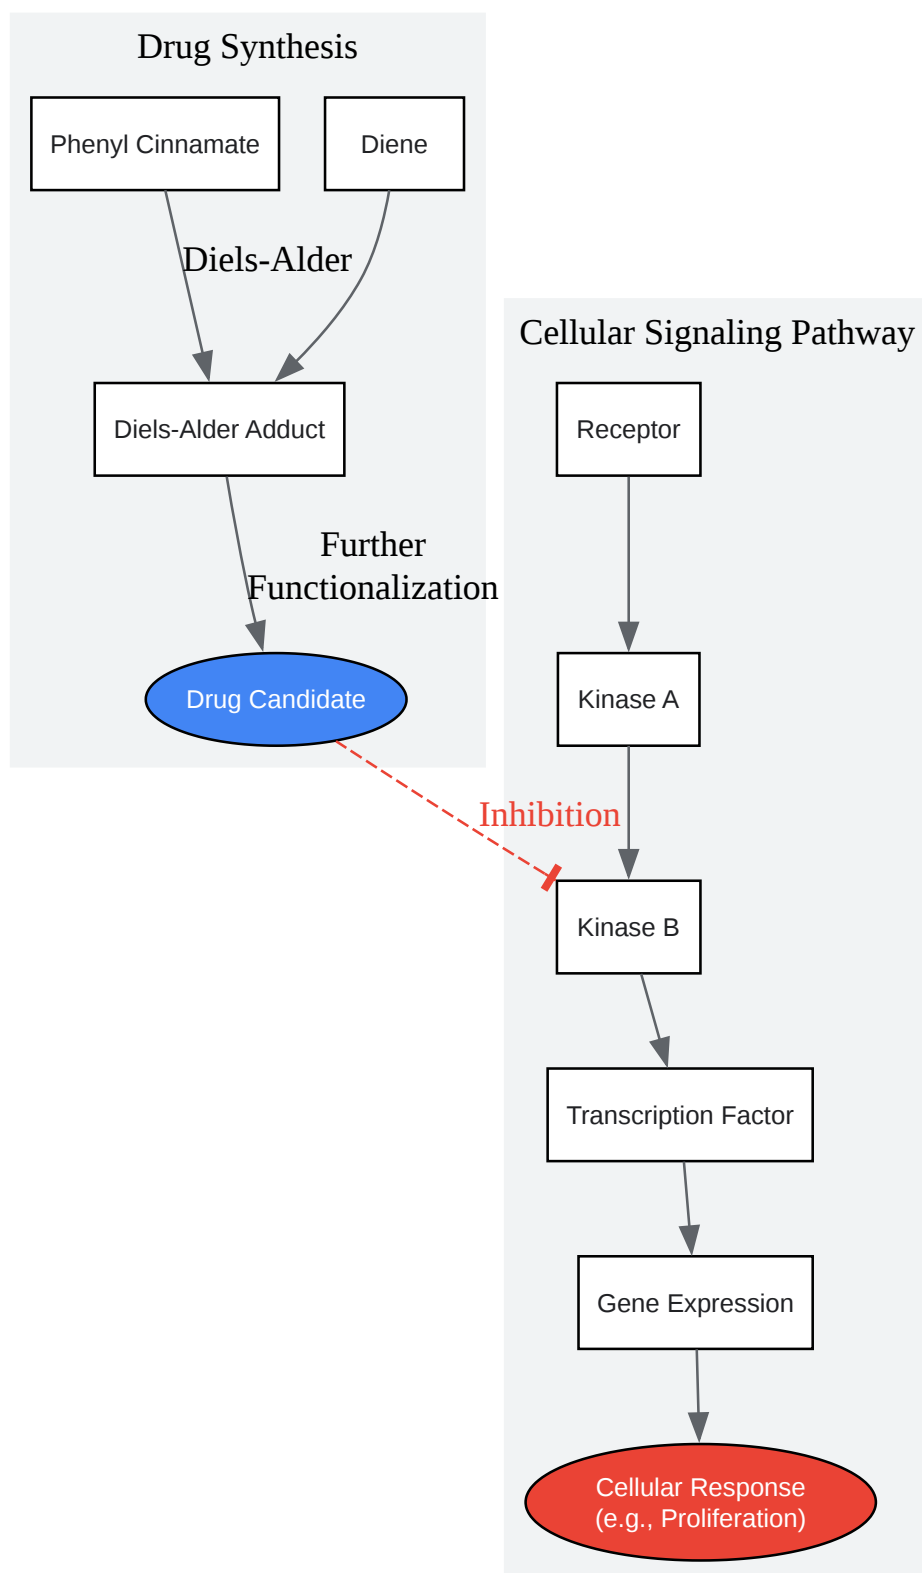 Drug Synthesis
Phenyl Cinnamate
Diene
Diels-Alder
Diels-Alder Adduct
Further
Functionalization
Drug Candidate
Inhibition
Cellular Signaling Pathway
Receptor
Kinase A
Kinase B
Transcription Factor
Gene Expression
Cellular Response
(e.g., Proliferation)